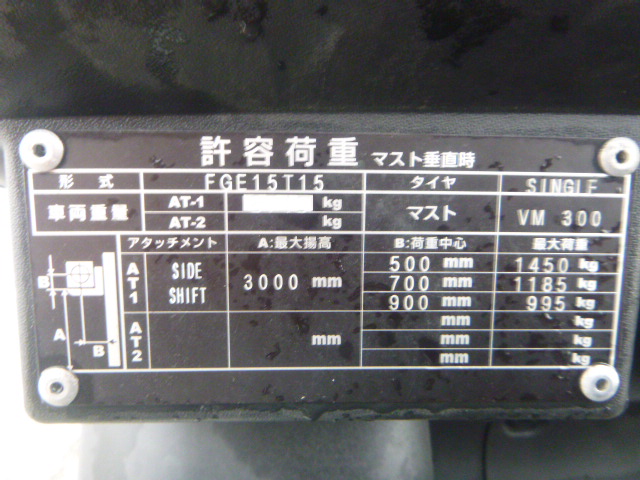 許容荷重 マスト垂直時
形式 FGE15T15 タイヤ SINGLE
車両重量 AT-1 kg マスト VM 300
AT-2 kg
アタッチメント A:最大揚高 B:荷重中心 最大荷重
AT1 SIDE SHIFT 3000 mm 500 mm 1450 kg
700 mm 1185 kg
900 mm 995 kg
AT2 mm mm kg
mm kg
mm kg
B
A
B